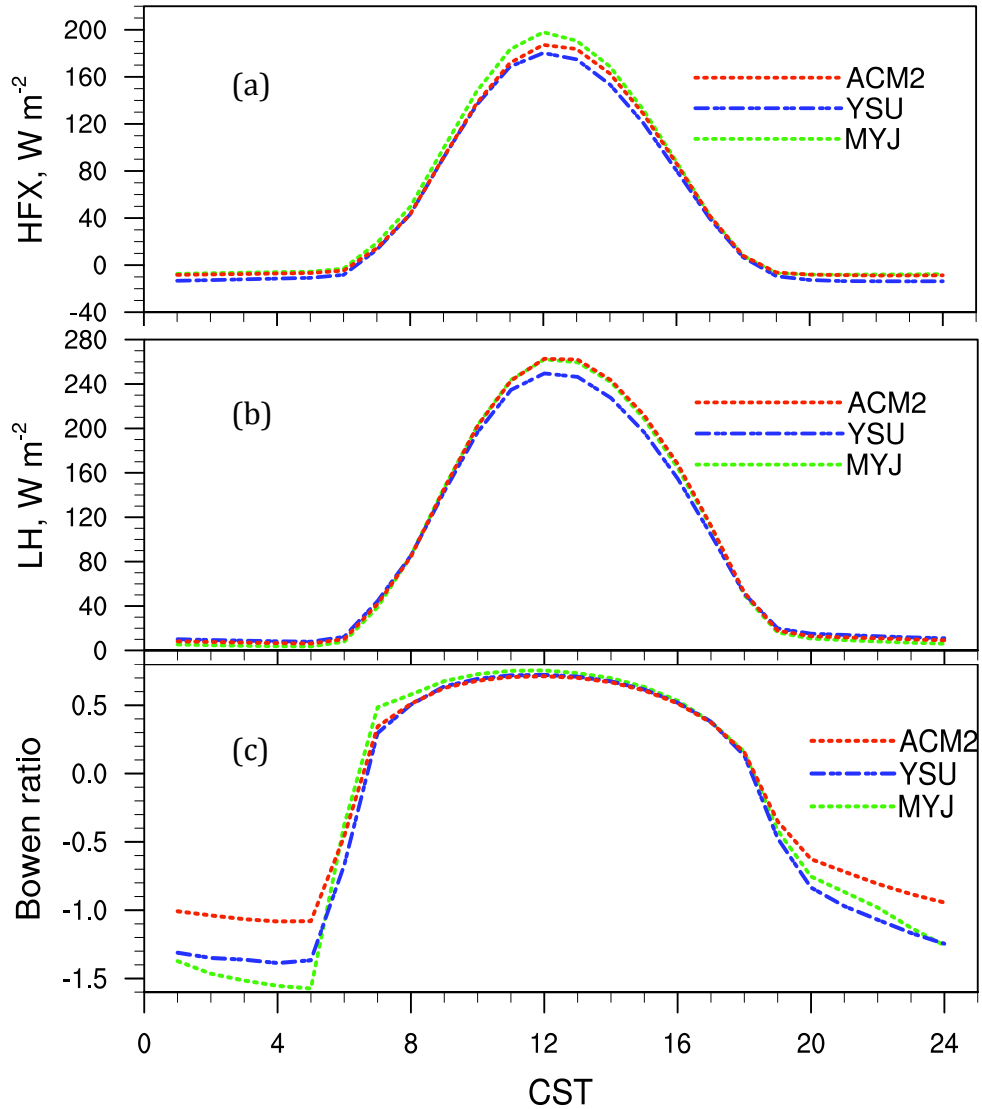 200
160
120
80
40
0
-40
HFX, W m-2
(a)
ACM2
YSU
MYJ
280
240
200
160
120
80
40
0
LH, W m-2
(b)
ACM2
YSU
MYJ
0.5
0.0
-0.5
-1.0
-1.5
Bowen ratio
(c)
ACM2
YSU
MYJ
0 4 8 12 16 20 24
CST